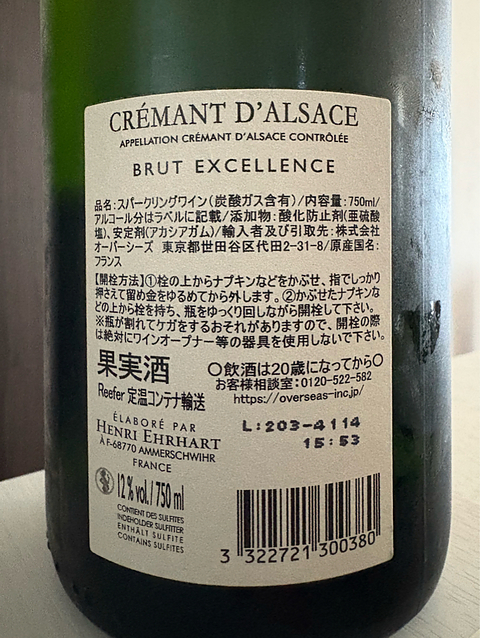 CRÉMANT D'ALSACE
APPELLATION CRÉMANT D'ALSACE CONTRÔLÉE
BRUT EXCELLENCE
品名:スパークリングワイン(炭酸ガス含有)/内容量:750ml/
アルコール分はラベルに記載/添加物:酸化防止剤(亜硫酸
塩)、安定剤(アカシアガム)/輸入者及び引取先:株式会社
オーバーシーズ 東京都世田谷区代田2-31-8/原産国名:
フランス
【開栓方法】①栓の上からナプキンなどをかぶせ、指でしっかり
押さえて留め金をゆるめてから外します。②かぶせたナプキンな
どの上から栓を持ち、瓶をゆっくり回しながら開栓して下さい。
※瓶が割れてケガをするおそれがありますので、開栓の際
は絶対にワインオープナー等の器具を使用しないで下さい。
果実酒
Reefer 定温コンテナ輸送
○飲酒は20歳になってから○
お客様相談室:0120-522-582
https://overseas-inc.jp/
ÉLABORÉ PAR
HENRI EHRHART
À F-68770 AMMERSCHWIHR
FRANCE
L:203-4114
15:53
12 % vol. / 750 ml
CONTIENT DES SULFITES
INDEHOLDER SULFITTER
ENTHÄLT SULFITE
CONTAINS SULFITES
3 322721 300380